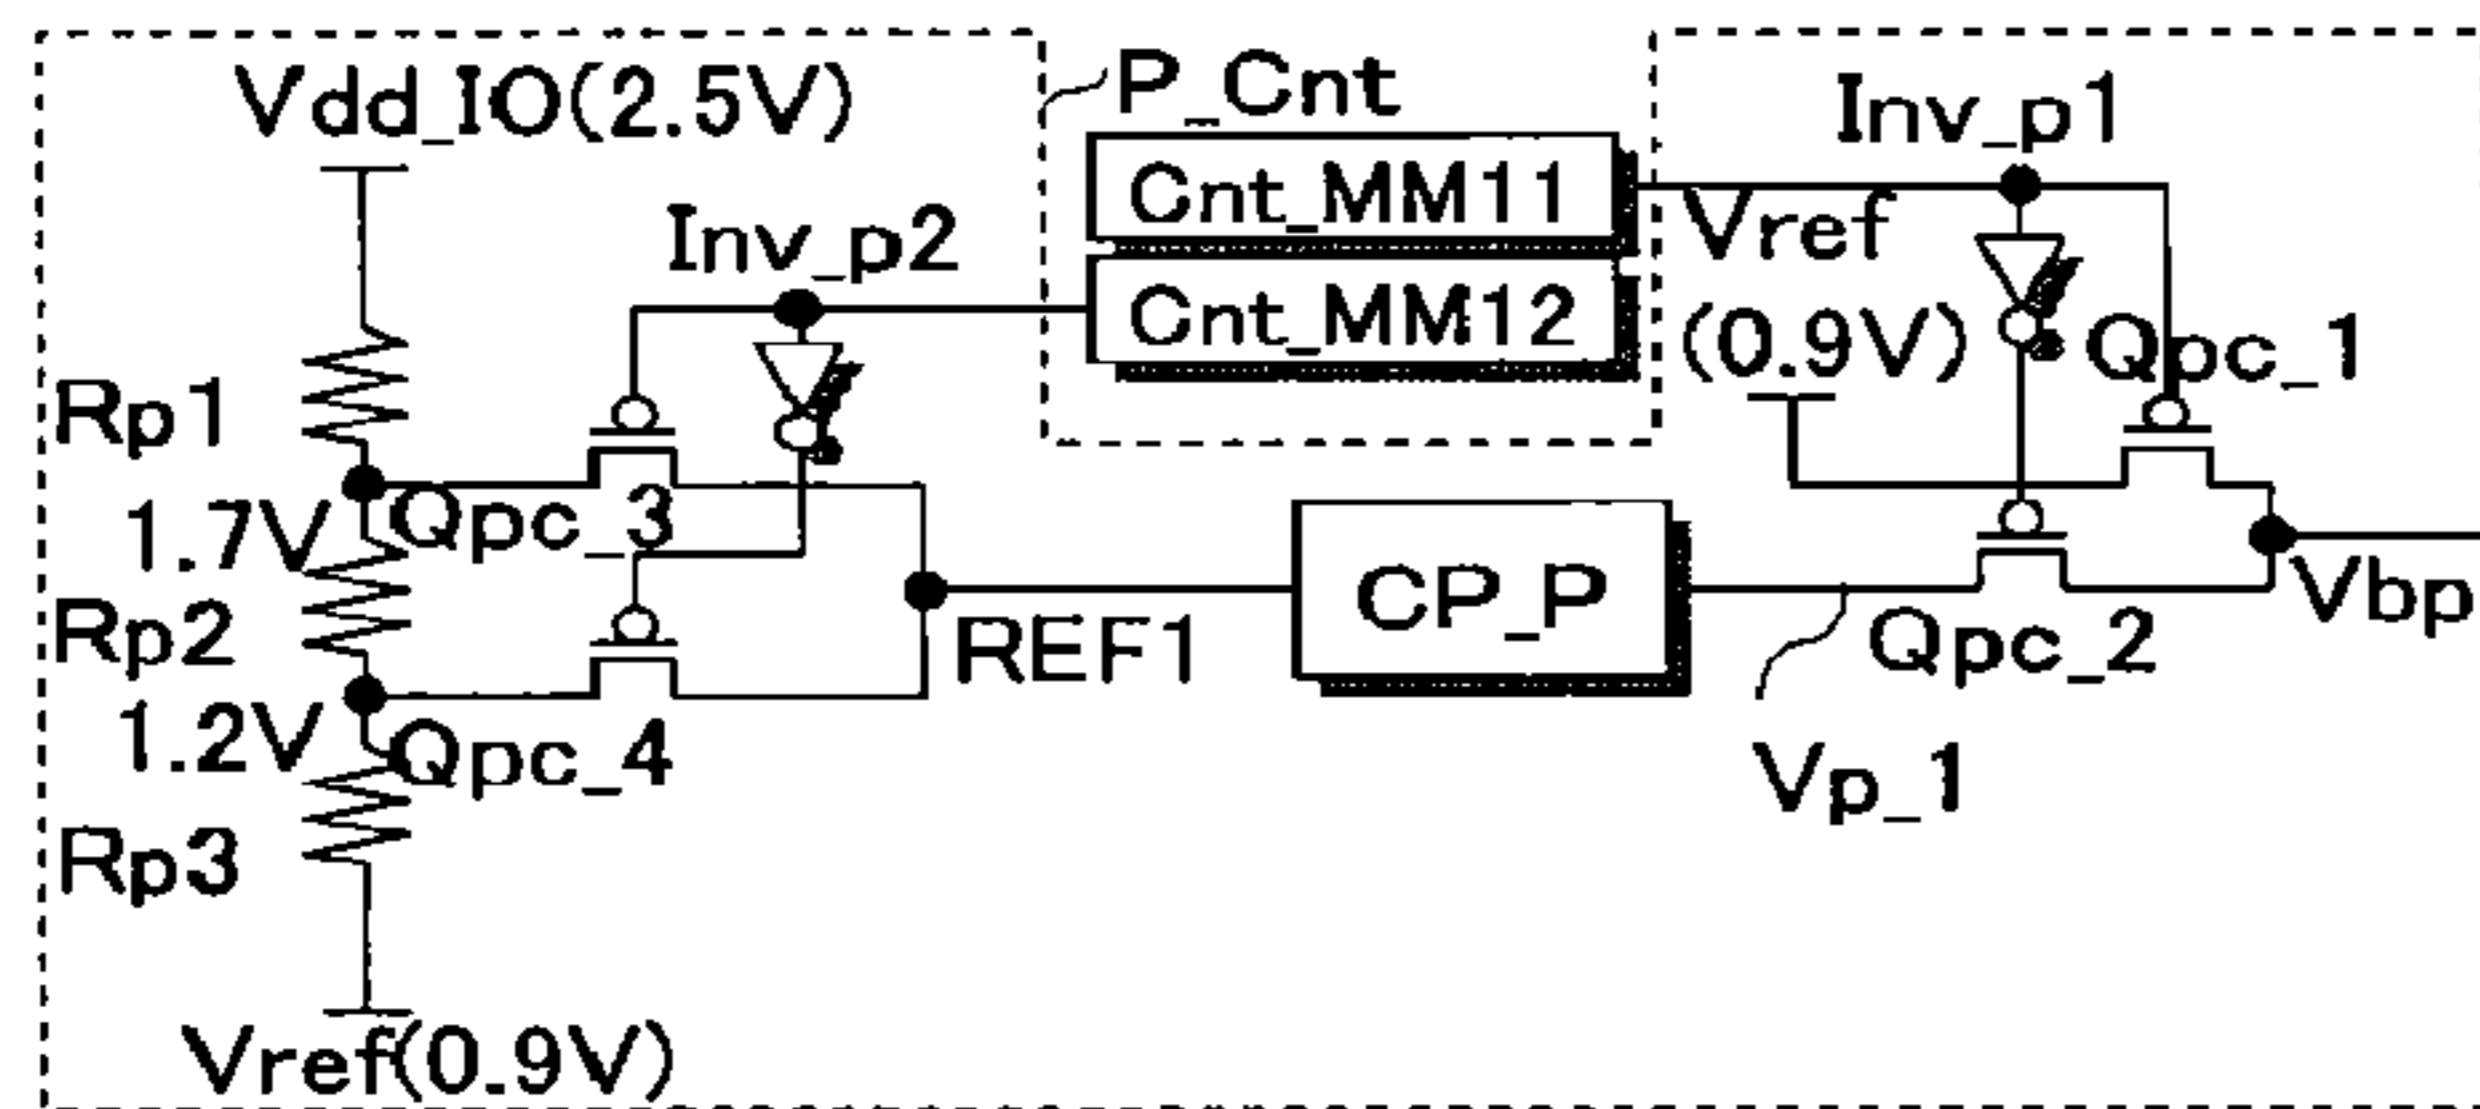 Vdd_IO(2.5V)
P_Cnt
Inv_p1
Cnt_MM11
Vref
(0.9V)
Inv_p2
Cnt_MM12
Qpc_1
Rp1
1.7V
Qpc_3
Rp2
REF1
CP_P
Qpc_2
Vbp
1.2V
Qpc_4
Vp_1
Rp3
Vref(0.9V)